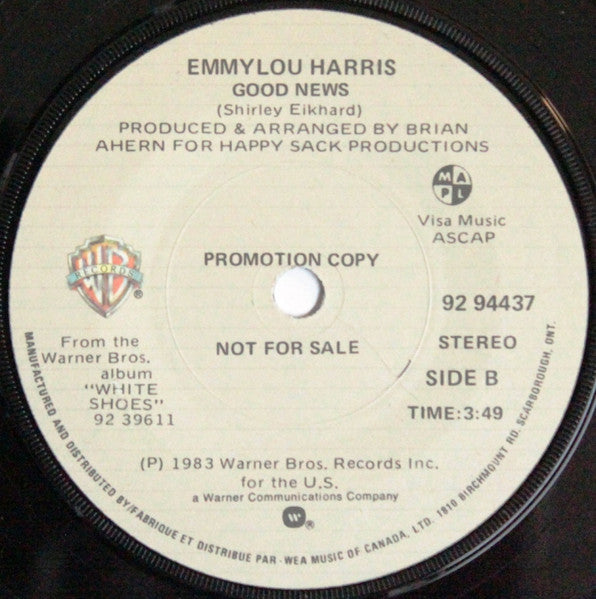 EMMYLOU HARRIS
GOOD NEWS
(Shirley Eikhard)
PRODUCED & ARRANGED BY BRIAN
AHERN FOR HAPPY SACK PRODUCTIONS
MAPL
Visa Music
ASCAP
WB
RECORDS
®
PROMOTION COPY
NOT FOR SALE
92 94437
STEREO
SIDE B
TIME:3:49
From the
Warner Bros.
album
"WHITE
SHOES"
92 39611
(P) 1983 Warner Bros. Records Inc.
for the U.S.
a Warner Communications Company
W®
MANUFACTURED AND DISTRIBUTED BY/FABRIQUE ET DISTRIBUE PAR - WEA MUSIC OF CANADA, LTD. 1810 BIRCHMOUNT RD. SCARBOROUGH, ONT.